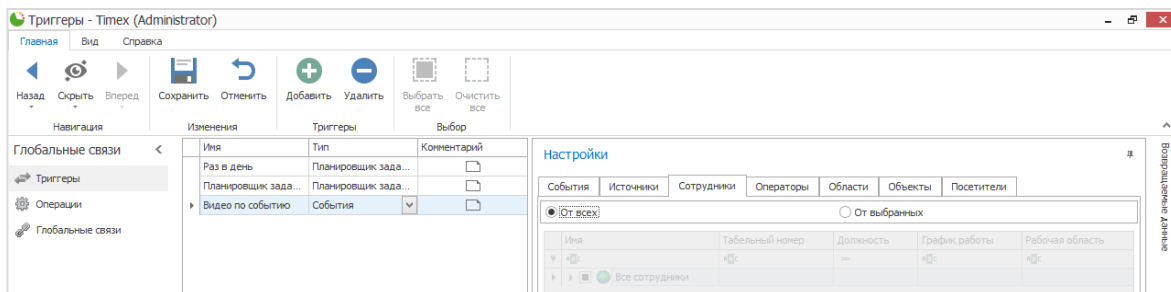 Триггеры - Timex (Administrator)
Главная Вид Справка
Назад Скрыть Вперед Сохранить Отменить Добавить Удалить Выбрать все Очистить все
Навигация Изменения Триггеры Выбор
Глобальные связи
Триггеры
Операции
Глобальные связи
Имя Тип Комментарий
Раз в день Планировщик зада...
Планировщик зада... Планировщик зада...
Видео по событию События
Настройки
События Источники Сотрудники Операторы Области Объекты Посетители
От всех От выбранных
Имя Табельный номер Должность График работы Рабочая область
Все сотрудники
Возвращаемые данные